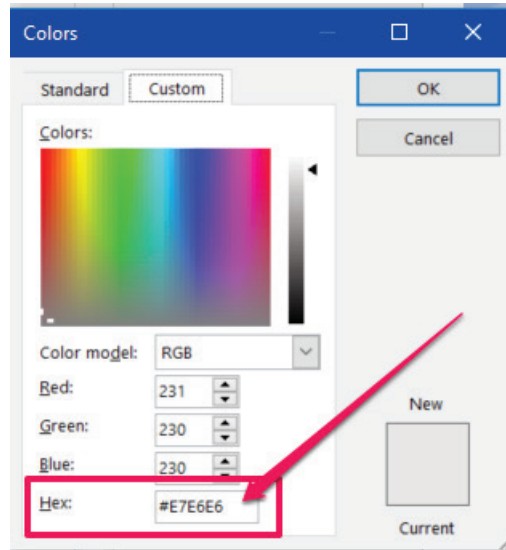 Colors
Standard Custom
OK
Cancel
Colors:
Color model: RGB
Red: 231
Green: 230
Blue: 230
Hex: #E7E6E6
New
Current